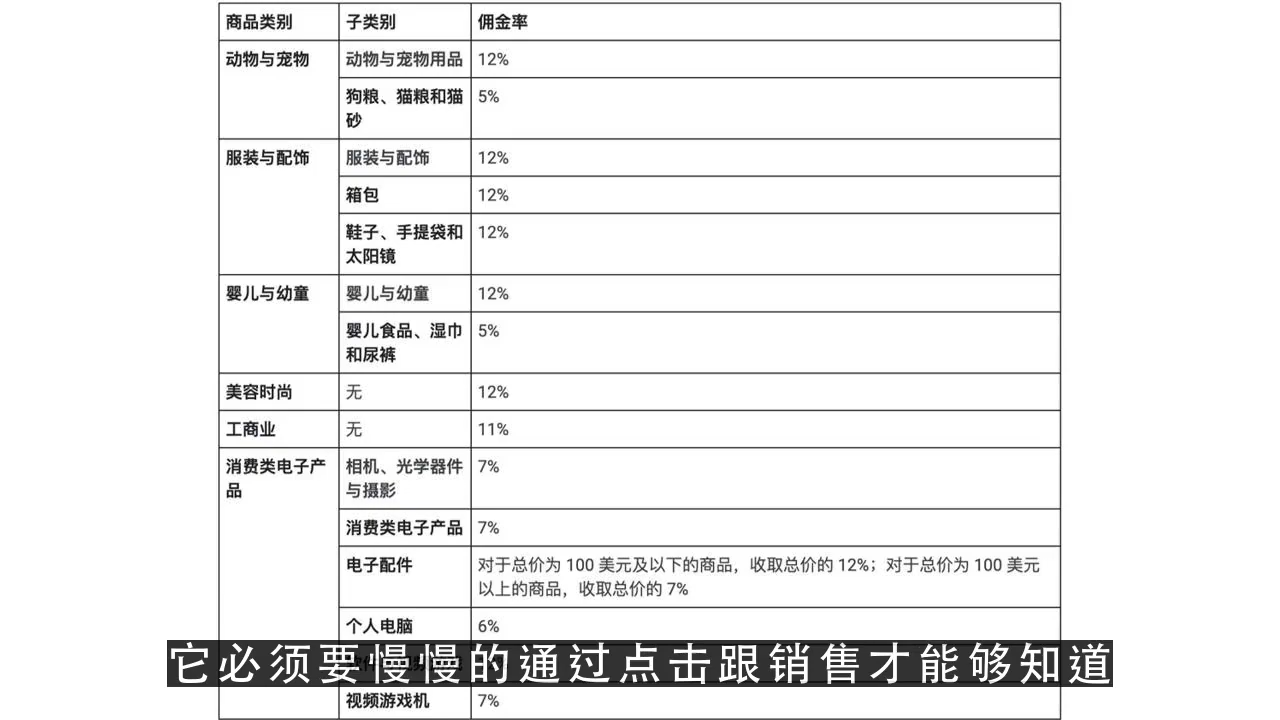 商品类别 子类别 佣金率
动物与宠物 动物与宠物用品 12%
狗粮、猫粮和猫 5%
砂
服装与配饰 服装与配饰 12%
箱包 12%
鞋子、手提袋和 12%
太阳镜
婴儿与幼童 婴儿与幼童 12%
婴儿食品、湿巾 5%
和尿裤
美容时尚 无 12%
工商业 无 11%
消费类电子产 相机、光学器件 7%
品 与摄影
消费类电子产品 7%
电子配件 对于总价为 100 美元及以下的商品，收取总价的 12%；对于总价为 100 美元
以上的商品，收取总价的 7%
个人电脑 6%
它必须要慢慢的通过点击跟销售才能够知道
视频游戏机 7%